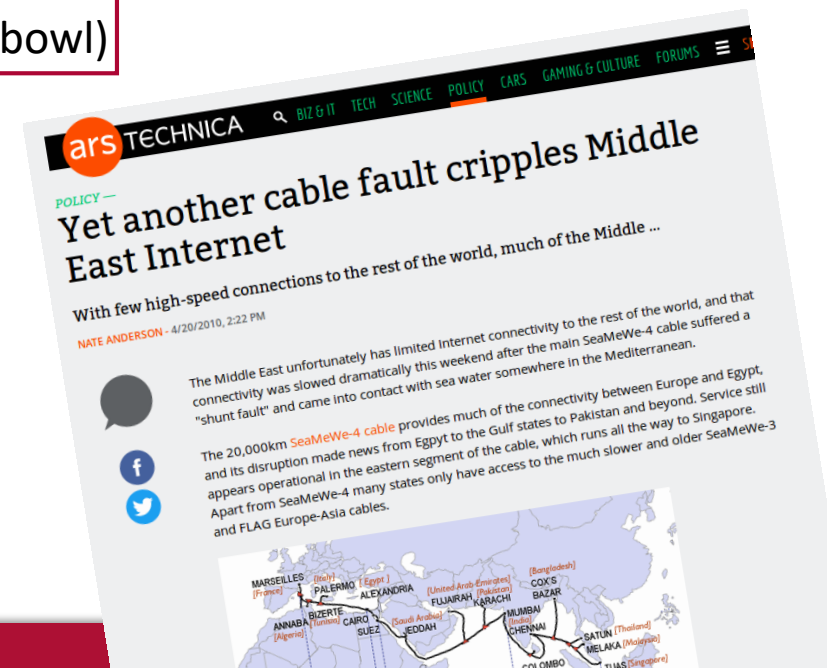 bowl)
ars TECHNICA
BIZ & IT TECH SCIENCE POLICY CARS GAMING & CULTURE FORUMS
POLICY —
Yet another cable fault cripples Middle
East Internet
With few high-speed connections to the rest of the world, much of the Middle ...
NATE ANDERSON - 4/20/2010, 2:22 PM
The Middle East unfortunately has limited Internet connectivity to the rest of the world, and that
connectivity was slowed dramatically this weekend after the main SeaMeWe-4 cable suffered a
"shunt fault" and came into contact with sea water somewhere in the Mediterranean.
The 20,000km SeaMeWe-4 cable provides much of the connectivity between Europe and Egypt,
and its disruption made news from Egpyt to the Gulf states to Pakistan and beyond. Service still
appears operational in the eastern segment of the cable, which runs all the way to Singapore.
Apart from SeaMeWe-4 many states only have access to the much slower and older SeaMeWe-3
and FLAG Europe-Asia cables.
MARSEILLES
[France]
[Italy]
PALERMO
[Egypt]
ALEXANDRIA
[United Arab Emirates]
FUJAIRAH
[Pakistan]
KARACHI
[Bangladesh]
COX'S
BAZAR
ANNABA
[Algeria]
BIZERTE
[Tunisia]
CAIRO
SUEZ
[Saudi Arabia]
JEDDAH
MUMBAI
[India]
CHENNAI
SATUN [Thailand]
MELAKA [Malaysia]
COLOMBO
TUAS [Singapore]